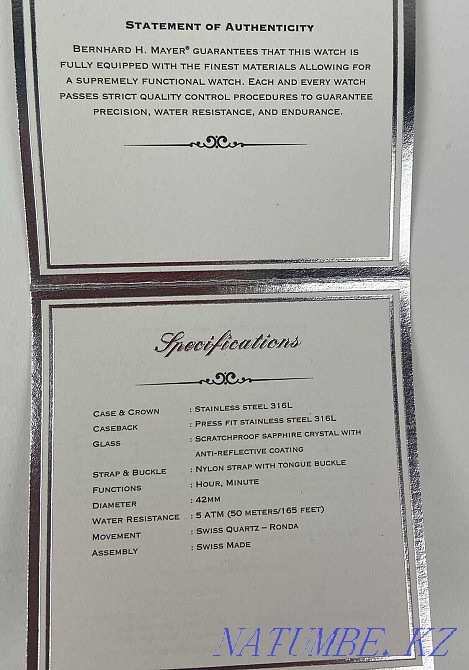 STATEMENT OF AUTHENTICITY
BERNHARD H. MAYER® GUARANTEES THAT THIS WATCH IS
FULLY EQUIPPED WITH THE FINEST MATERIALS ALLOWING FOR
A SUPREMELY FUNCTIONAL WATCH. EACH AND EVERY WATCH
PASSES STRICT QUALITY CONTROL PROCEDURES TO GUARANTEE
PRECISION, WATER RESISTANCE, AND ENDURANCE.
Specifications
CASE & CROWN : STAINLESS STEEL 316L
CASEBACK : PRESS FIT STAINLESS STEEL 316L
GLASS : SCRATCHPROOF SAPPHIRE CRYSTAL WITH
ANTI-REFLECTIVE COATING
STRAP & BUCKLE : NYLON STRAP WITH TONGUE BUCKLE
FUNCTIONS : HOUR, MINUTE
DIAMETER : 42MM
WATER RESISTANCE : 5 ATM (50 METERS/165 FEET)
MOVEMENT : SWISS QUARTZ – RONDA
ASSEMBLY : SWISS MADE
NATUMBE.KZ